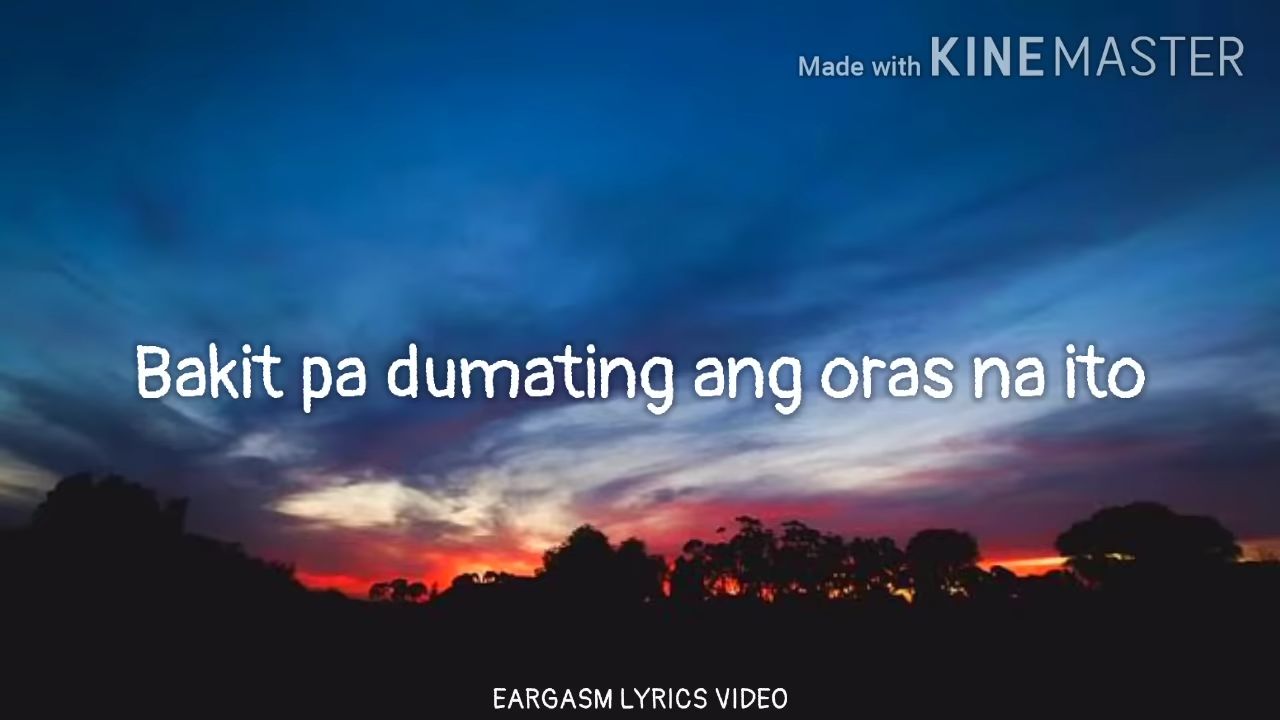 Made with KINEMASTER
Bakit pa dumating ang oras na ito
EARGASM LYRICS VIDEO